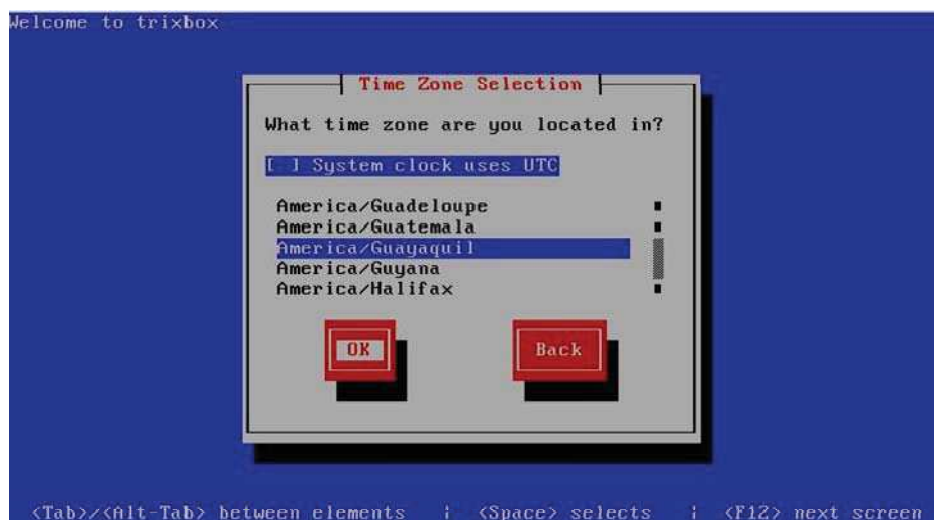 Welcome to trixbox
Time Zone Selection
What time zone are you located in?
[ ] System clock uses UTC
America/Guadeloupe
America/Guatemala
America/Guayaquil
America/Guyana
America/Halifax
OK Back
<Tab>/<Alt-Tab> between elements | <Space> selects | <F12> next screen